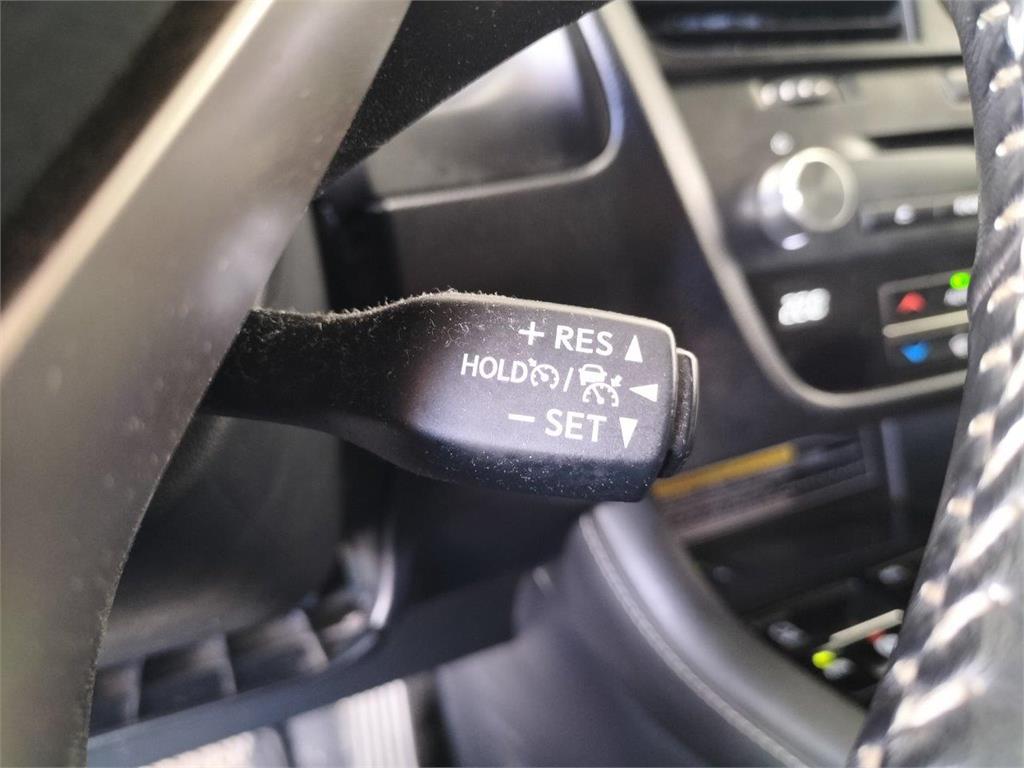 + RES
HOLD /
- SET